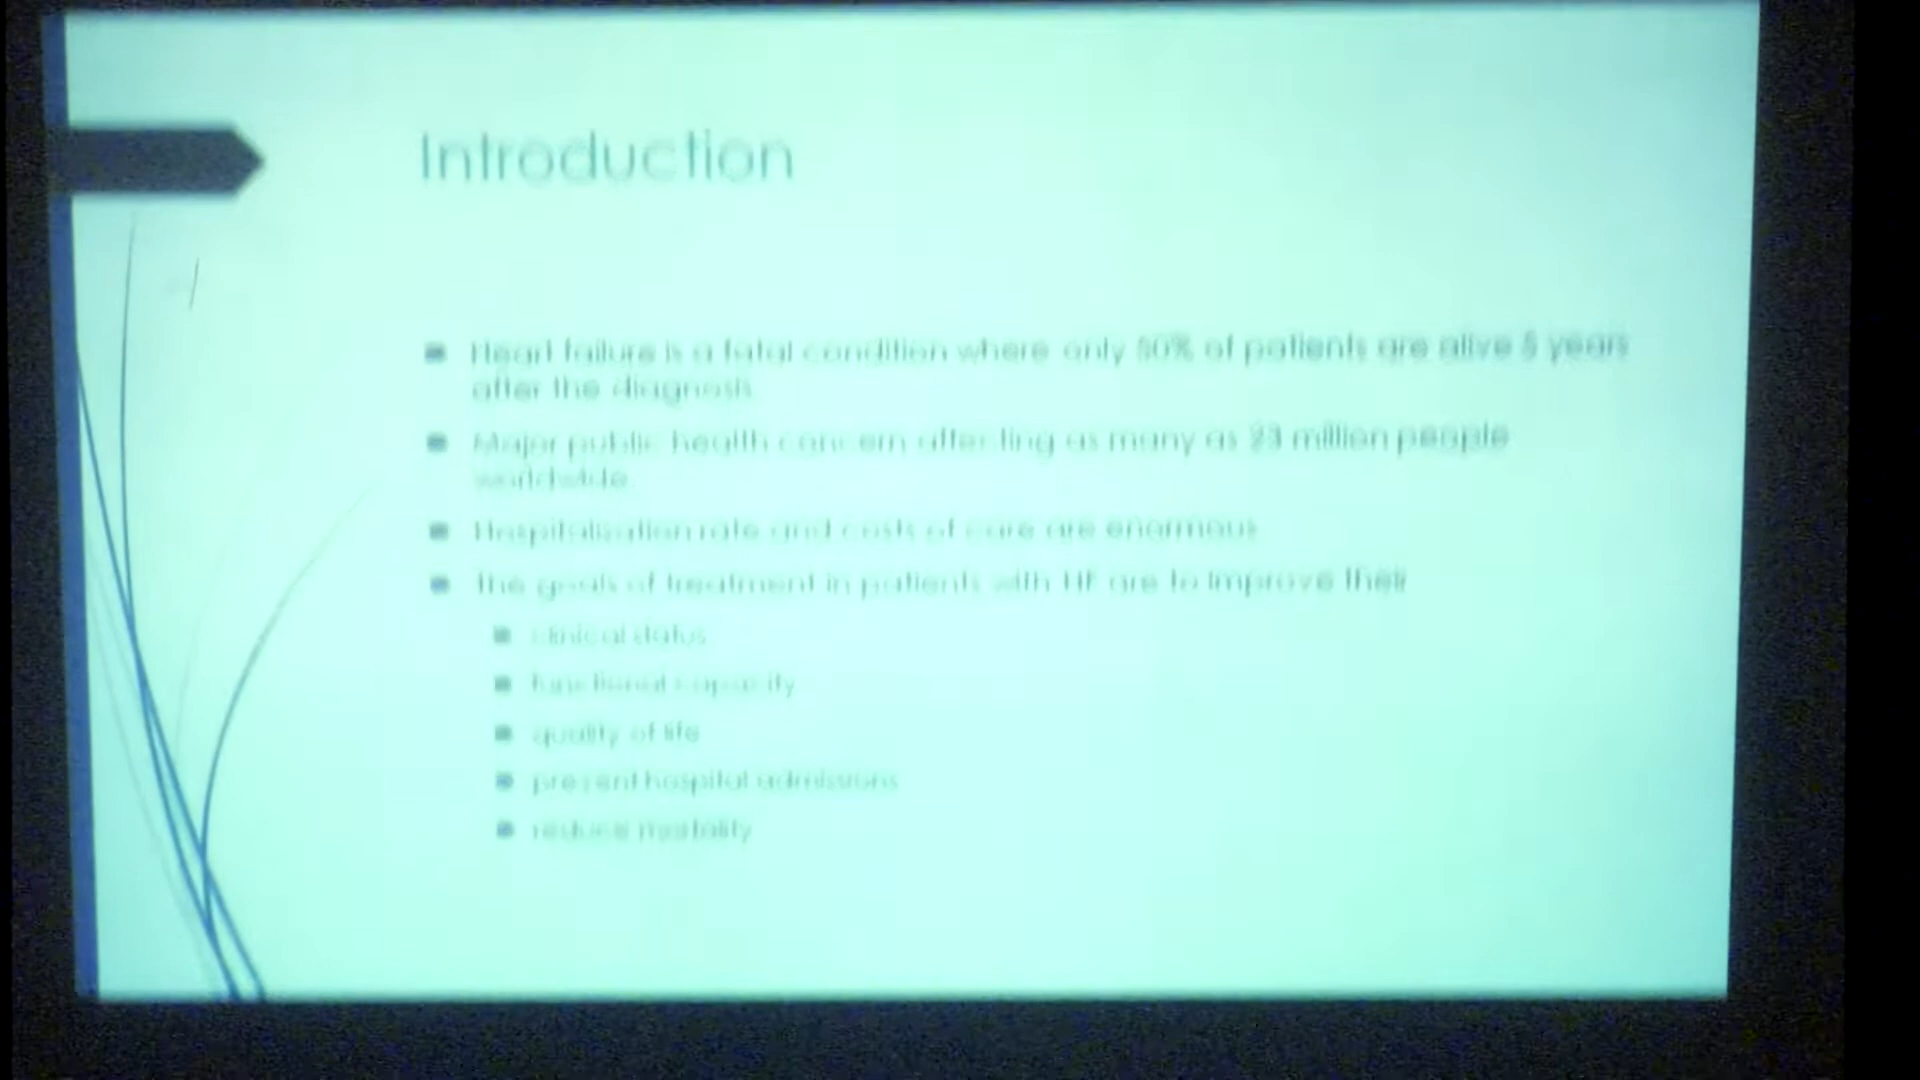 Introduction
Heart failure is a fatal condition where only 50% of patients are alive 5 years
after the diagnosis
Major public health concern affecting as many as 23 million people
worldwide
Hospitalization rate and costs of care are enormous
The goals of treatment in patients with HF are to improve their
clinical status
functional capacity
quality of life
prevent hospital admissions
reduce mortality